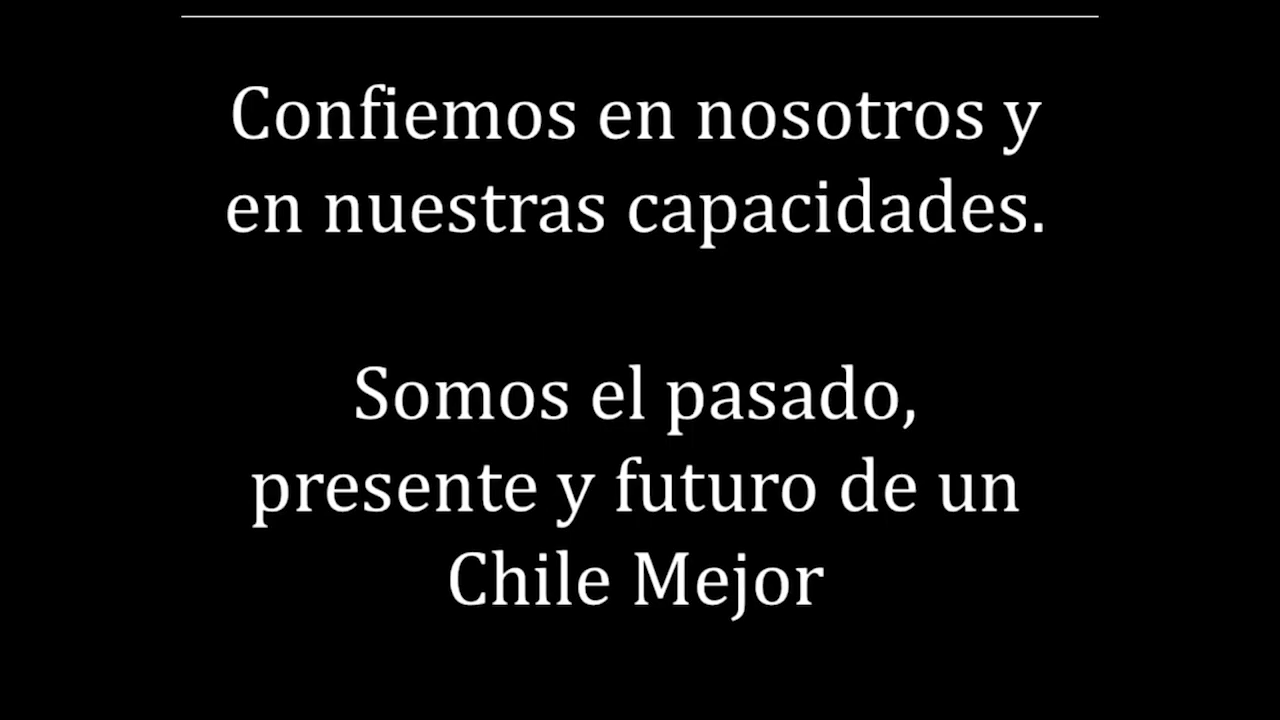 Confiemos en nosotros y
en nuestras capacidades.
Somos el pasado,
presente y futuro de un
Chile Mejor